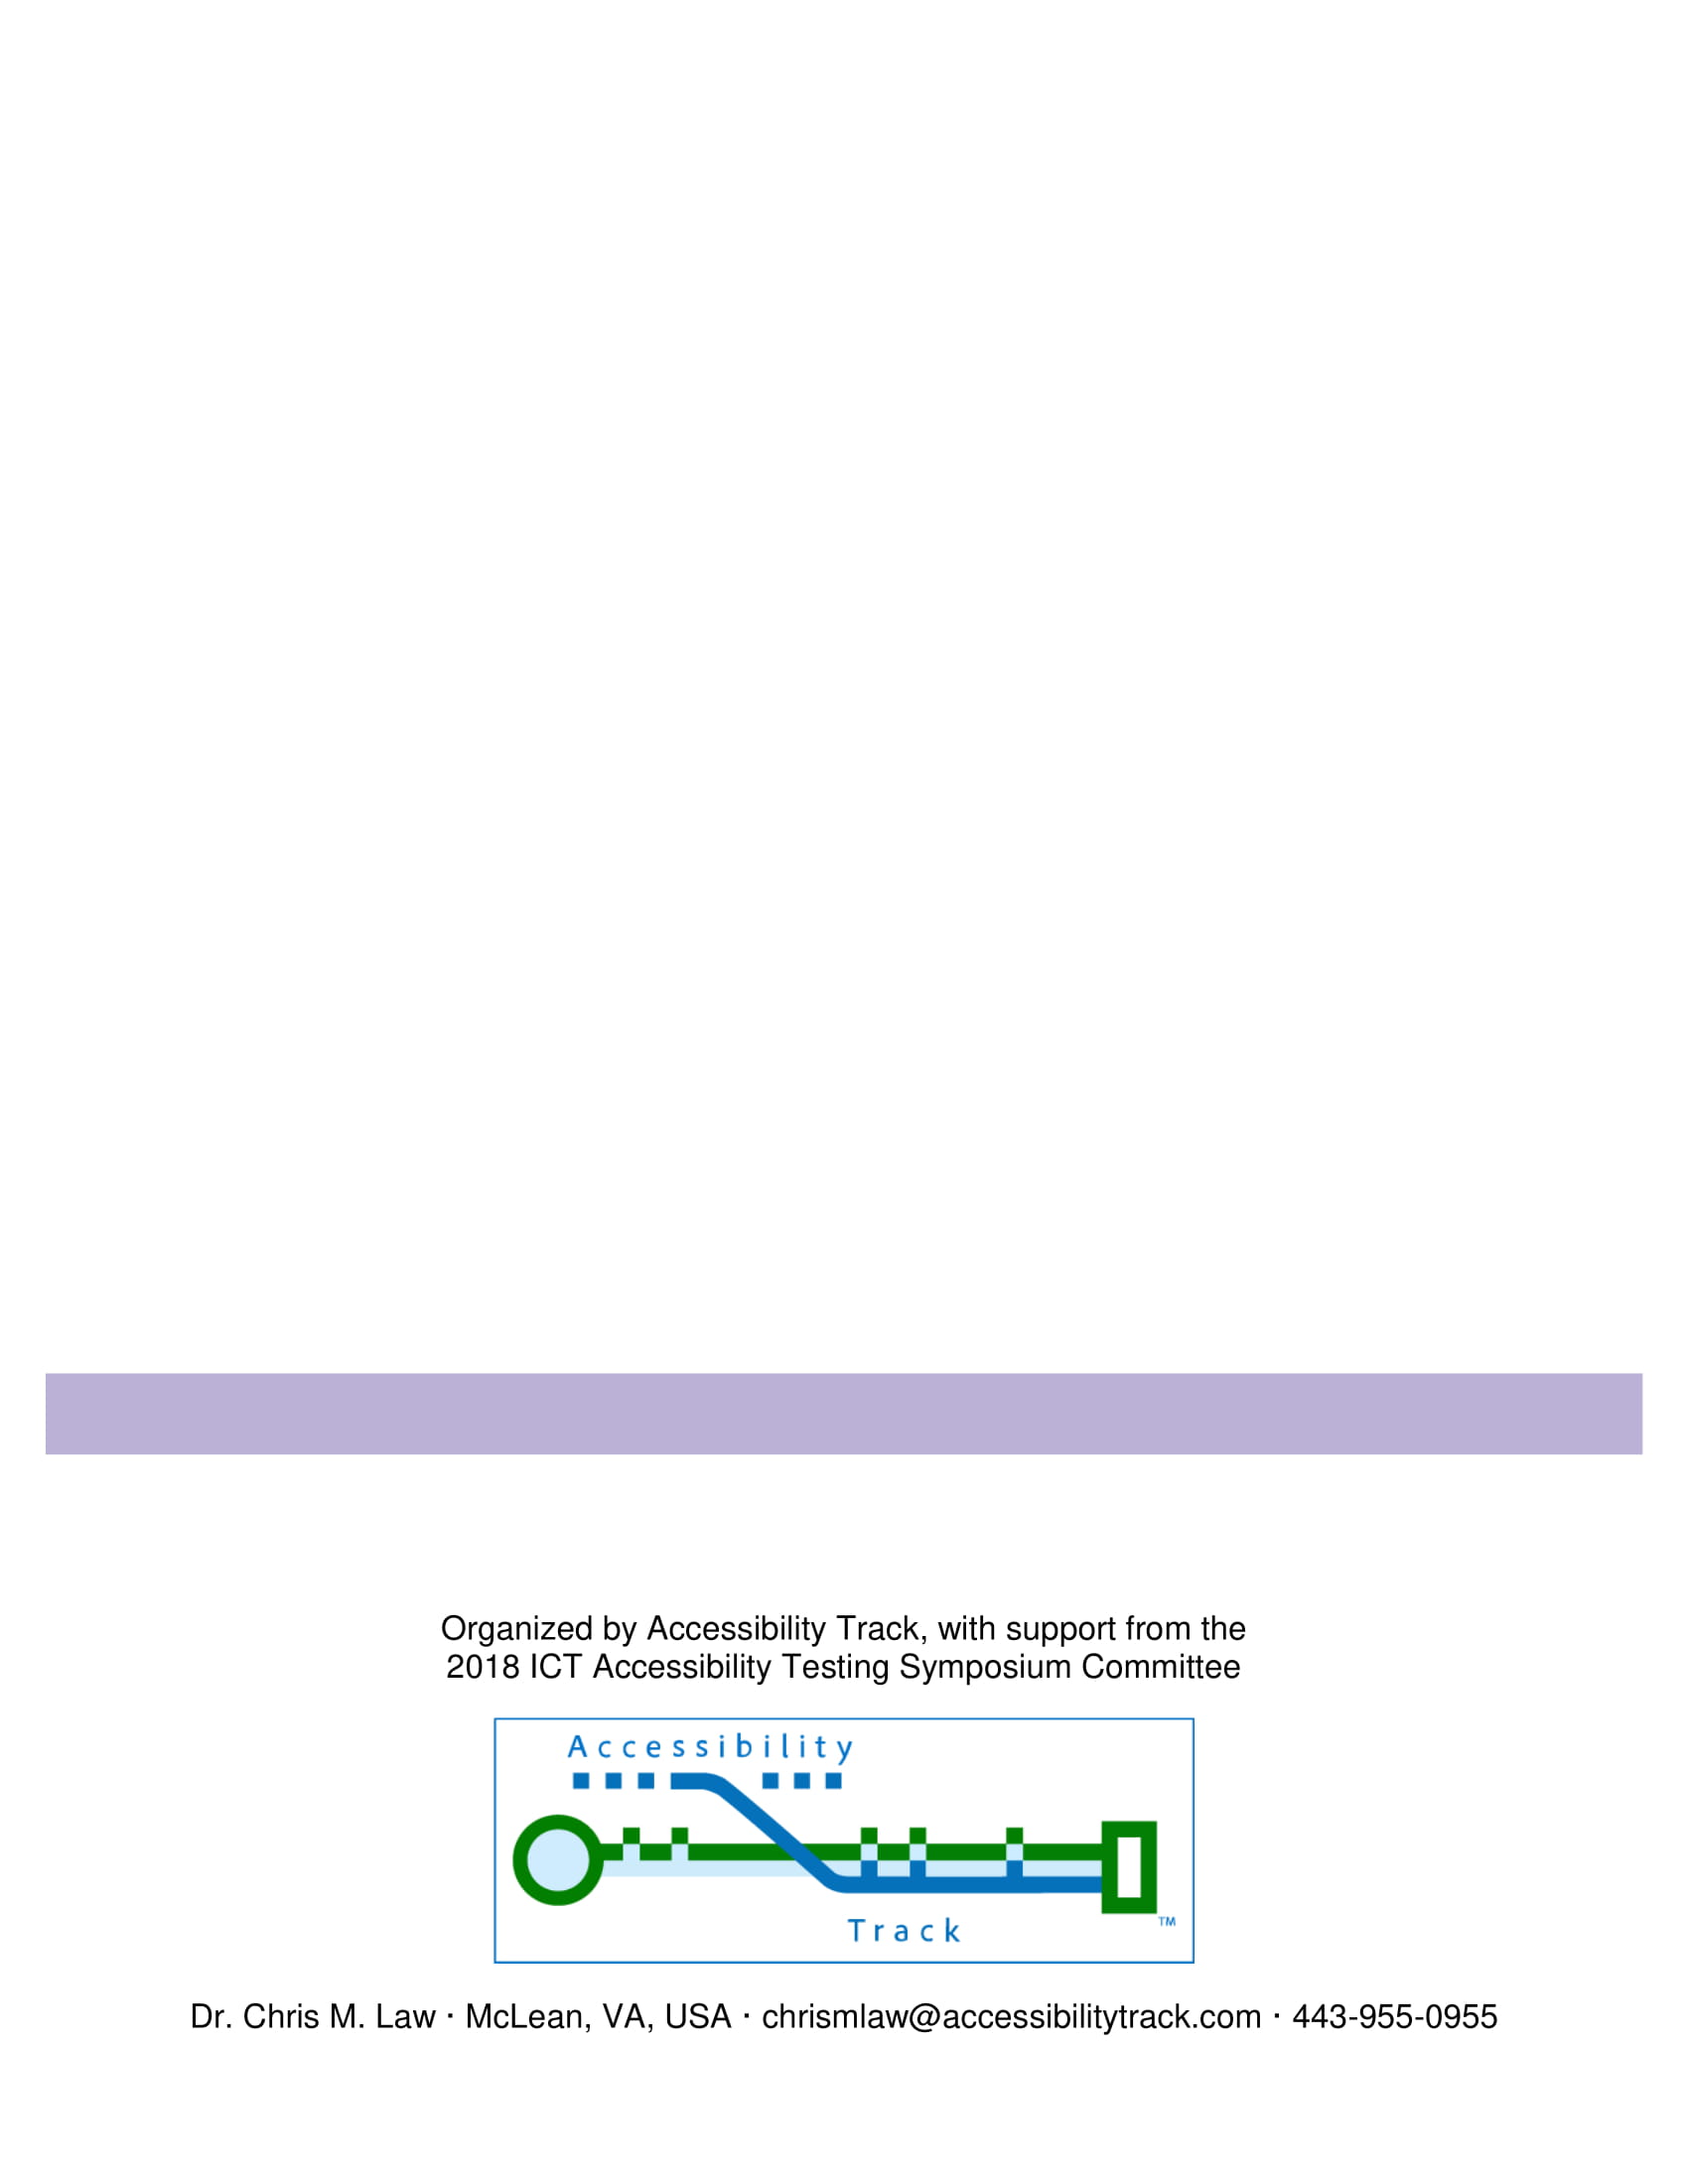 Organized by Accessibility Track, with support from the
2018 ICT Accessibility Testing Symposium Committee
Accessibility
Track
TM
Dr. Chris M. Law · McLean, VA, USA · chrismlaw@accessibilitytrack.com · 443-955-0955